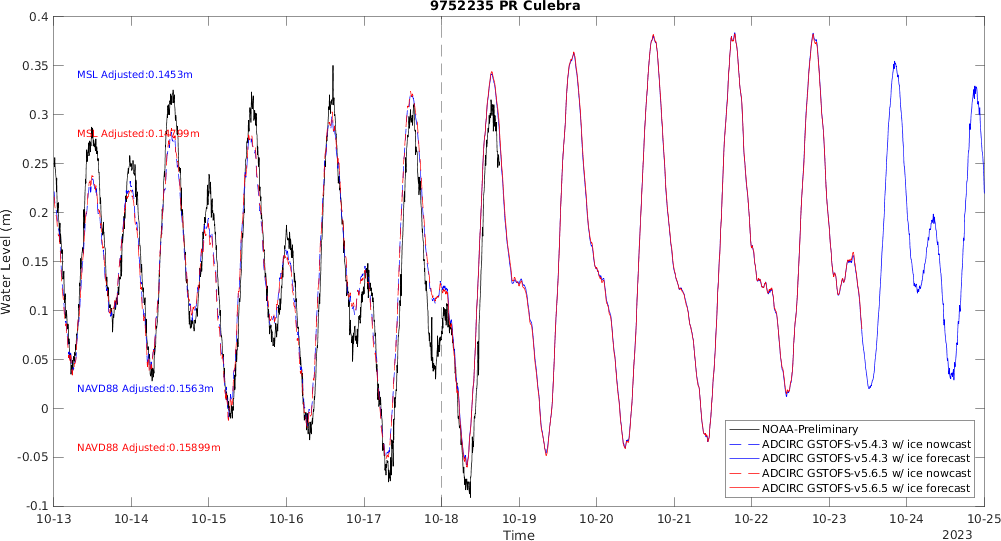 9752235 PR Culebra
0.4
0.35
0.3
0.25
0.2
0.15
0.1
0.05
0
-0.05
-0.1
Water Level (m)
MSL Adjusted:0.1453m
NAVD88 Adjusted:0.1563m
NAVD88 Adjusted:0.15899m
NOAA-Preliminary
ADCIRC GSTOFS-v5.4.3 w/ ice nowcast
ADCIRC GSTOFS-v5.4.3 w/ ice forecast
ADCIRC GSTOFS-v5.6.5 w/ ice nowcast
ADCIRC GSTOFS-v5.6.5 w/ ice forecast
10-13 10-14 10-15 10-16 10-17 10-18 10-19 10-20 10-21 10-22 10-23 10-24 10-25
Time
2023